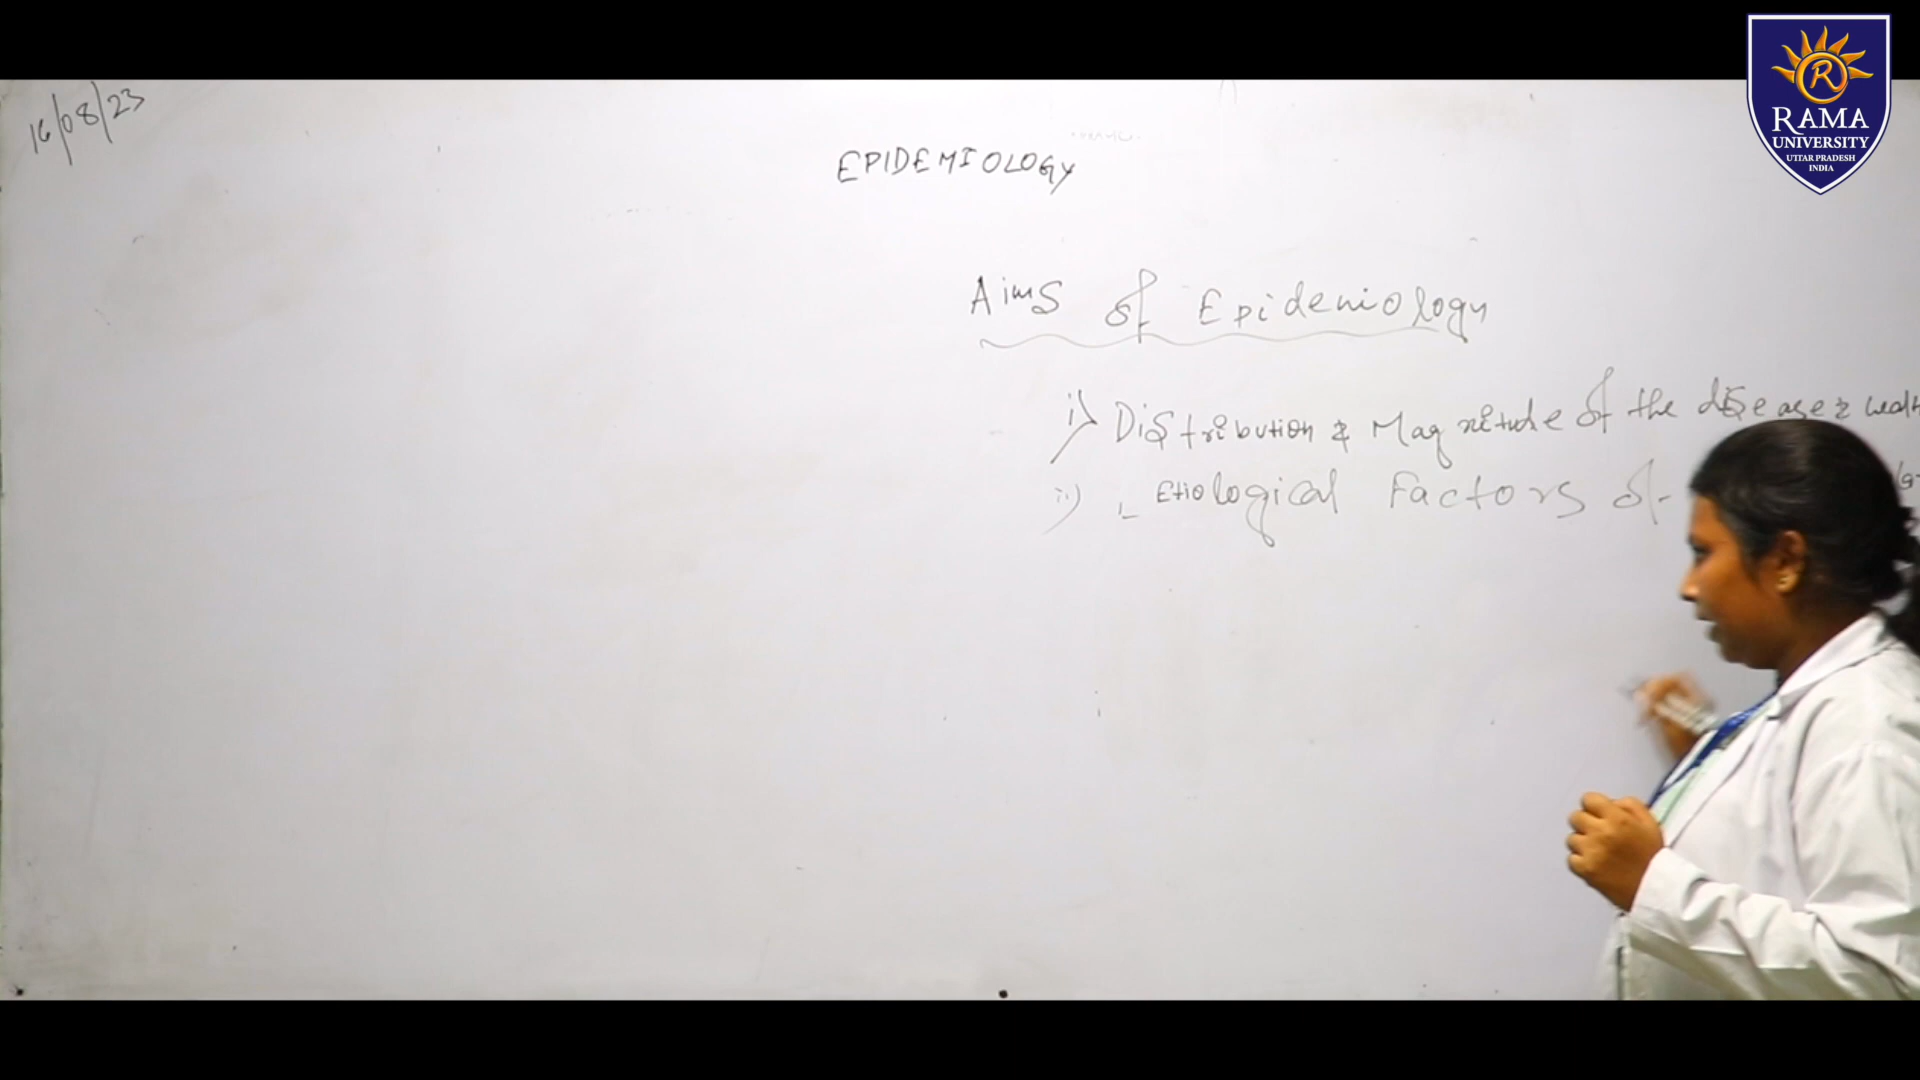 16/08/23
EPIDEMIOLOGY
Aims of Epidemiology
i) Distribution & Magnitude of the disease &
ii) Etiological Factors of
R
RAMA
UNIVERSITY
UTTAR PRADESH
INDIA